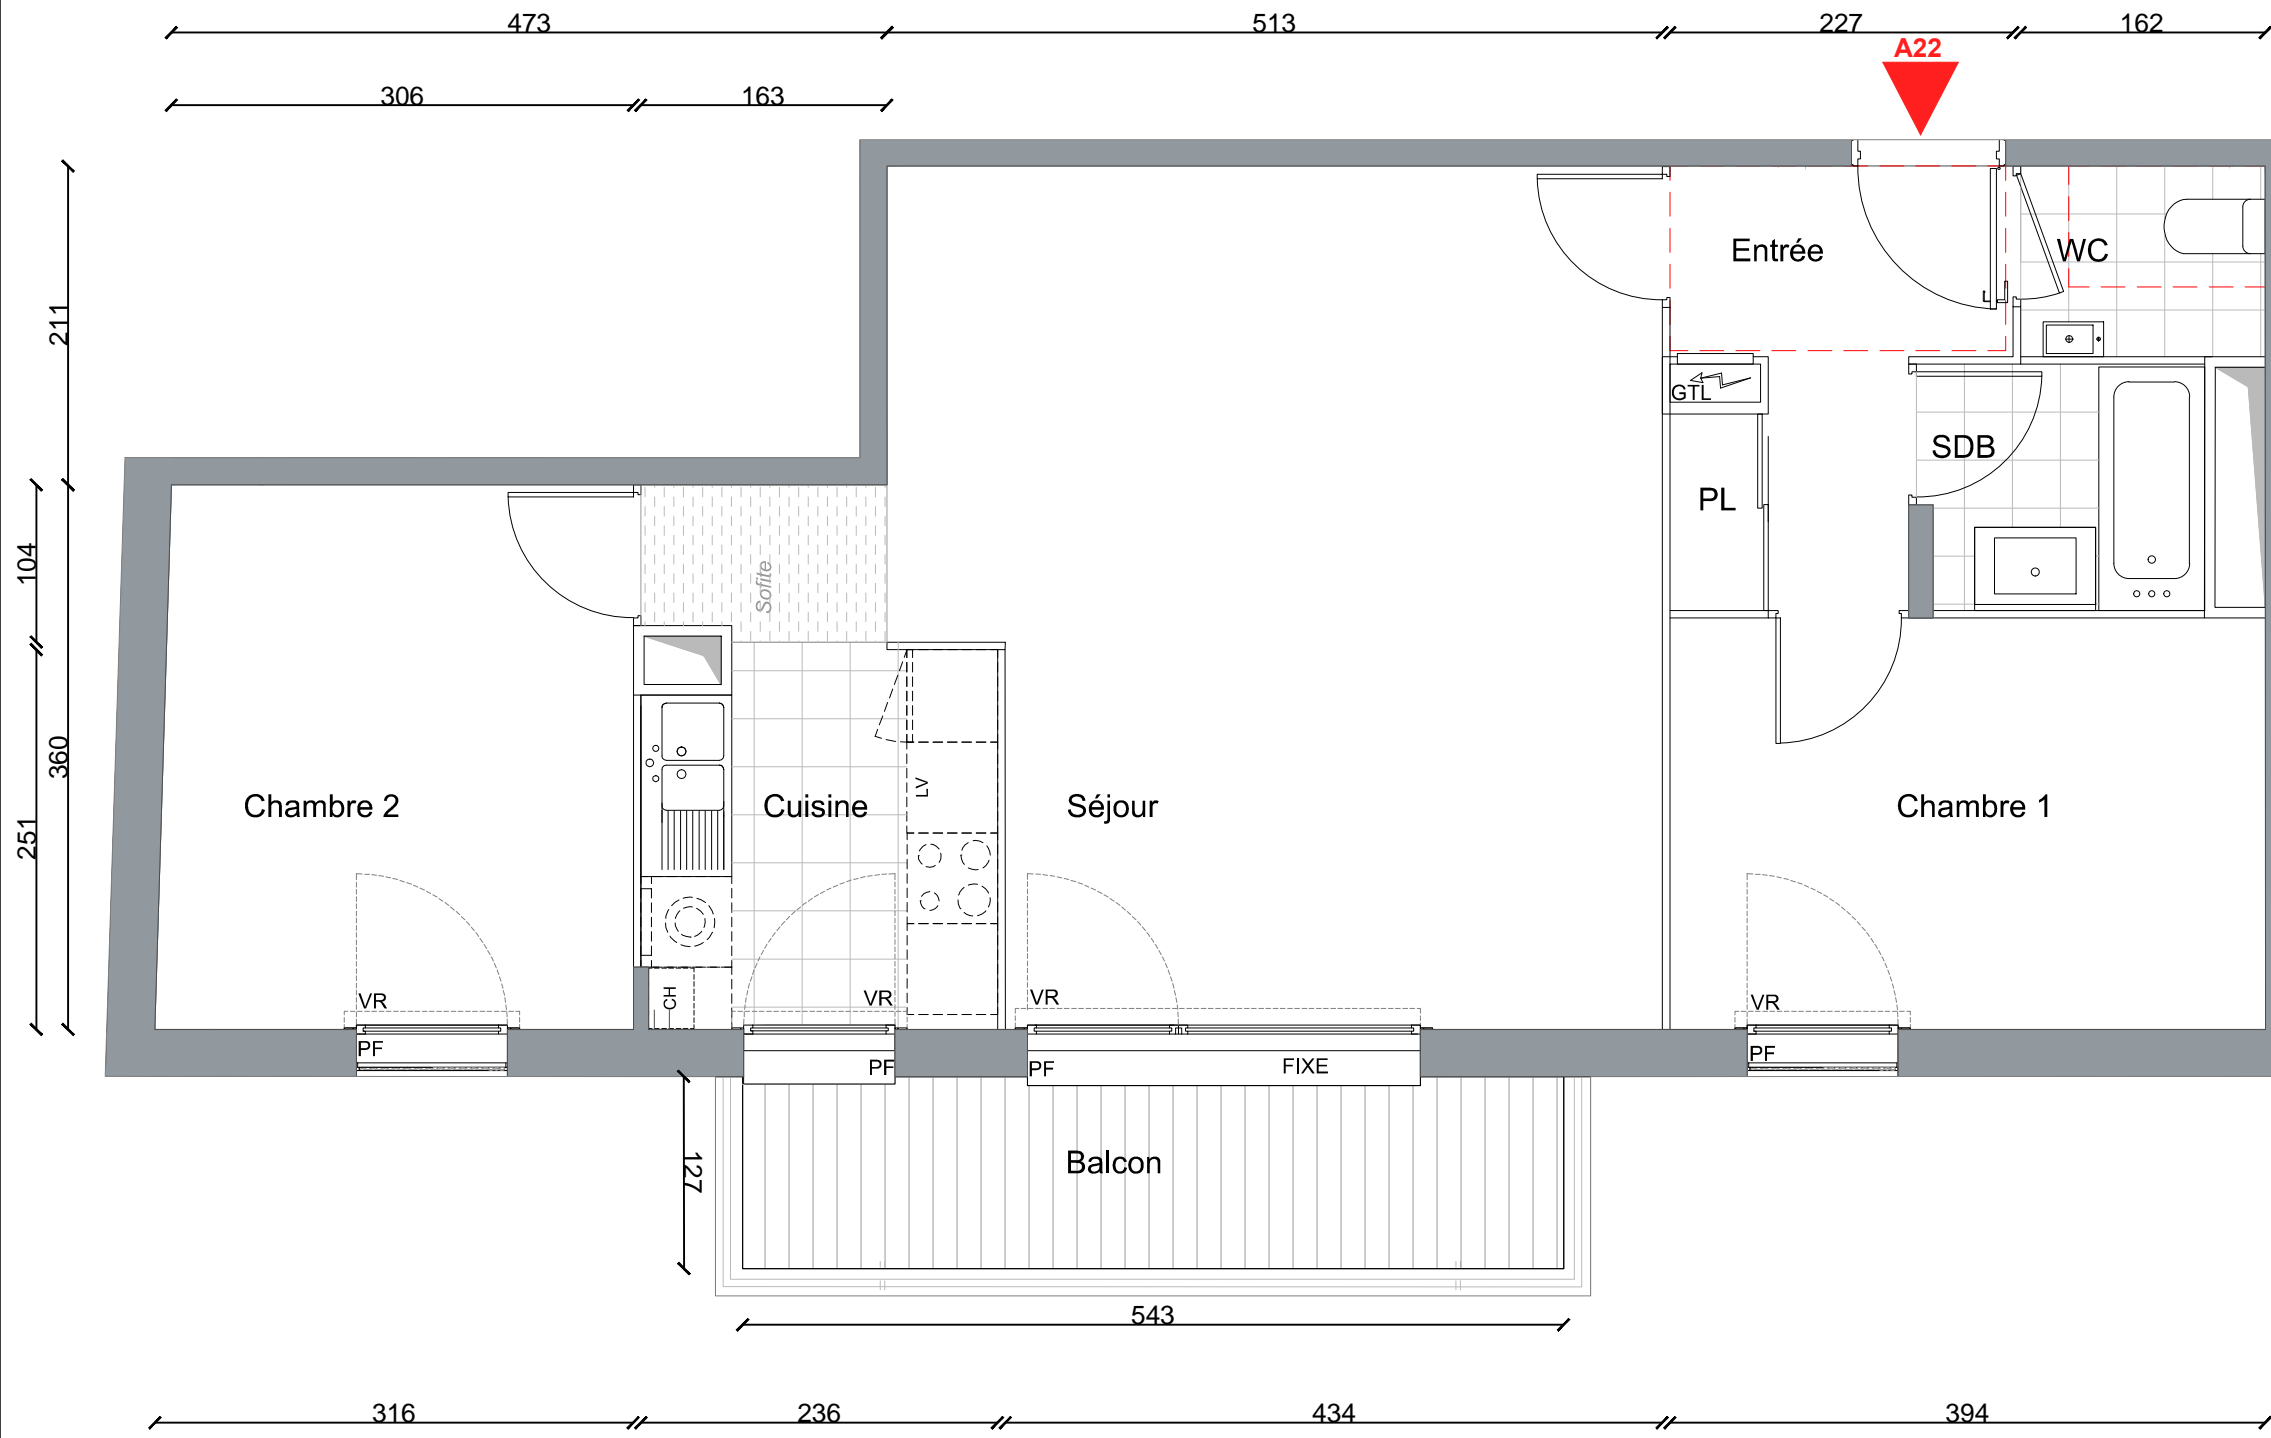 473
513
227
162
A22
306
163
211
Entrée
WC
GTL
SDB
PL
104
Sofite
360
251
Chambre 2
Cuisine
LV
Séjour
Chambre 1
CH
VR
VR
VR
VR
PF
PF
PF
FIXE
PF
127
Balcon
543
316
236
434
394